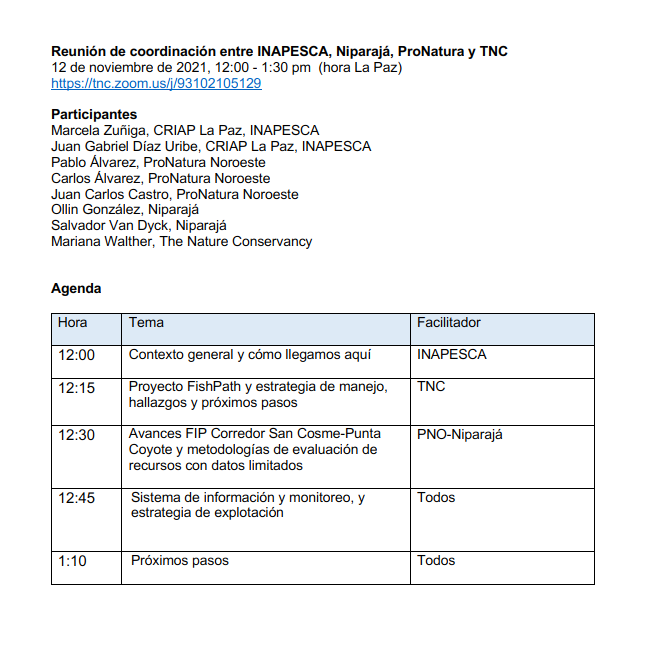 Reunión de coordinación entre INAPESCA, Niparajá, ProNatura y TNC
12 de noviembre de 2021, 12:00 - 1:30 pm  (hora La Paz)
https://tnc.zoom.us/j/93102105129
Participantes
Marcela Zuñiga, CRIAP La Paz, INAPESCA
Juan Gabriel Díaz Uribe, CRIAP La Paz, INAPESCA
Pablo Álvarez, ProNatura Noroeste
Carlos Álvarez, ProNatura Noroeste
Juan Carlos Castro, ProNatura Noroeste
Ollin González, Niparajá
Salvador Van Dyck, Niparajá
Mariana Walther, The Nature Conservancy
Agenda
Hora Tema Facilitador
12:00 Contexto general y cómo llegamos aquí INAPESCA
12:15 Proyecto FishPath y estrategia de manejo, TNC
hallazgos y próximos pasos
12:30 Avances FIP Corredor San Cosme-Punta PNO-Niparajá
Coyote y metodologías de evaluación de
recursos con datos limitados
12:45 Sistema de información y monitoreo, y Todos
estrategia de explotación
1:10 Próximos pasos Todos